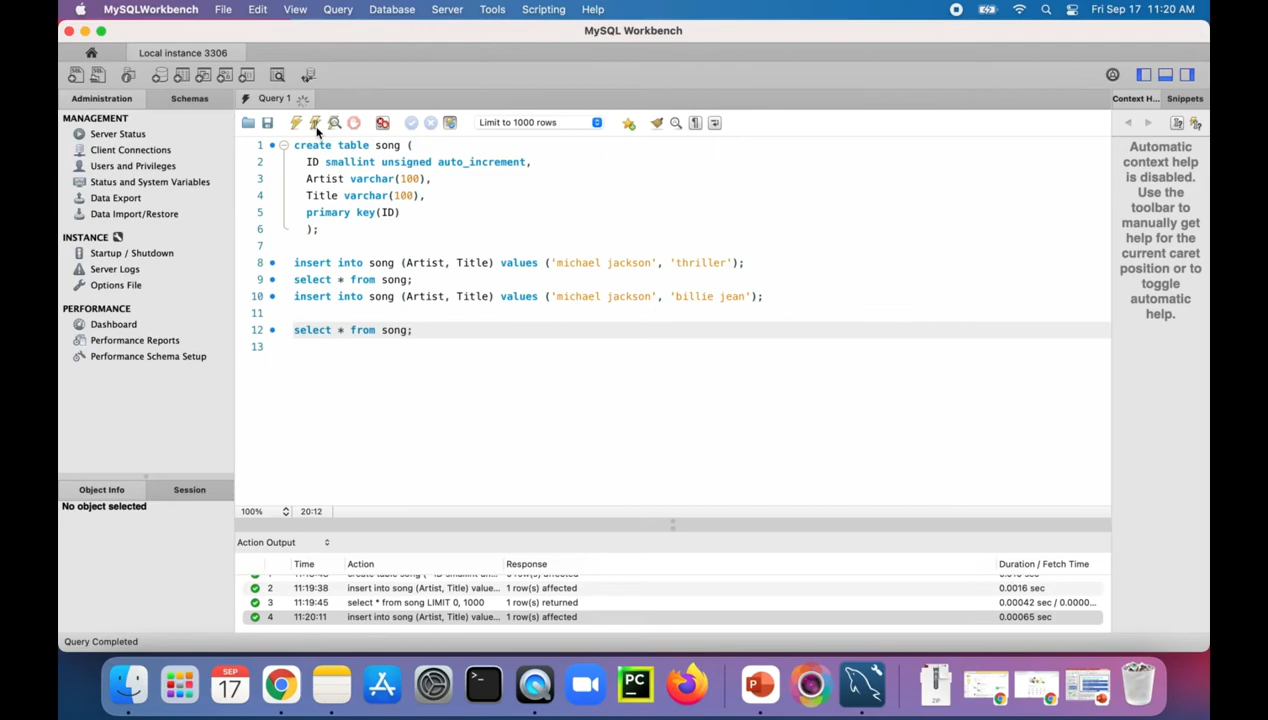 MySQLWorkbench File Edit View Query Database Server Tools Scripting Help Fri Sep 17 11:20 AM
MySQL Workbench
Local instance 3306
Administration Schemas Query 1 Context H... Snippets
MANAGEMENT
Server Status
Client Connections
Users and Privileges
Status and System Variables
Data Export
Data Import/Restore
INSTANCE
Startup / Shutdown
Server Logs
Options File
PERFORMANCE
Dashboard
Performance Reports
Performance Schema Setup
Object Info Session
No object selected
Limit to 1000 rows
1 create table song (
2 ID smallint unsigned auto_increment,
3 Artist varchar(100),
4 Title varchar(100),
5 primary key(ID)
6 );
7
8 insert into song (Artist, Title) values ('michael jackson', 'thriller');
9 select * from song;
10 insert into song (Artist, Title) values ('michael jackson', 'billie jean');
11
12 select * from song;
13
100% 20:12
Automatic
context help
is disabled.
Use the
toolbar to
manually get
help for the
current caret
position or to
toggle
automatic
help.
Action Output
Time Action Response Duration / Fetch Time
2 11:19:38 insert into song (Artist, Title) value... 1 row(s) affected 0.0016 sec
3 11:19:45 select * from song LIMIT 0, 1000 1 row(s) returned 0.00042 sec / 0.0000...
4 11:20:11 insert into song (Artist, Title) value... 1 row(s) affected 0.00065 sec
Query Completed
SEP
17
PC
ZIP